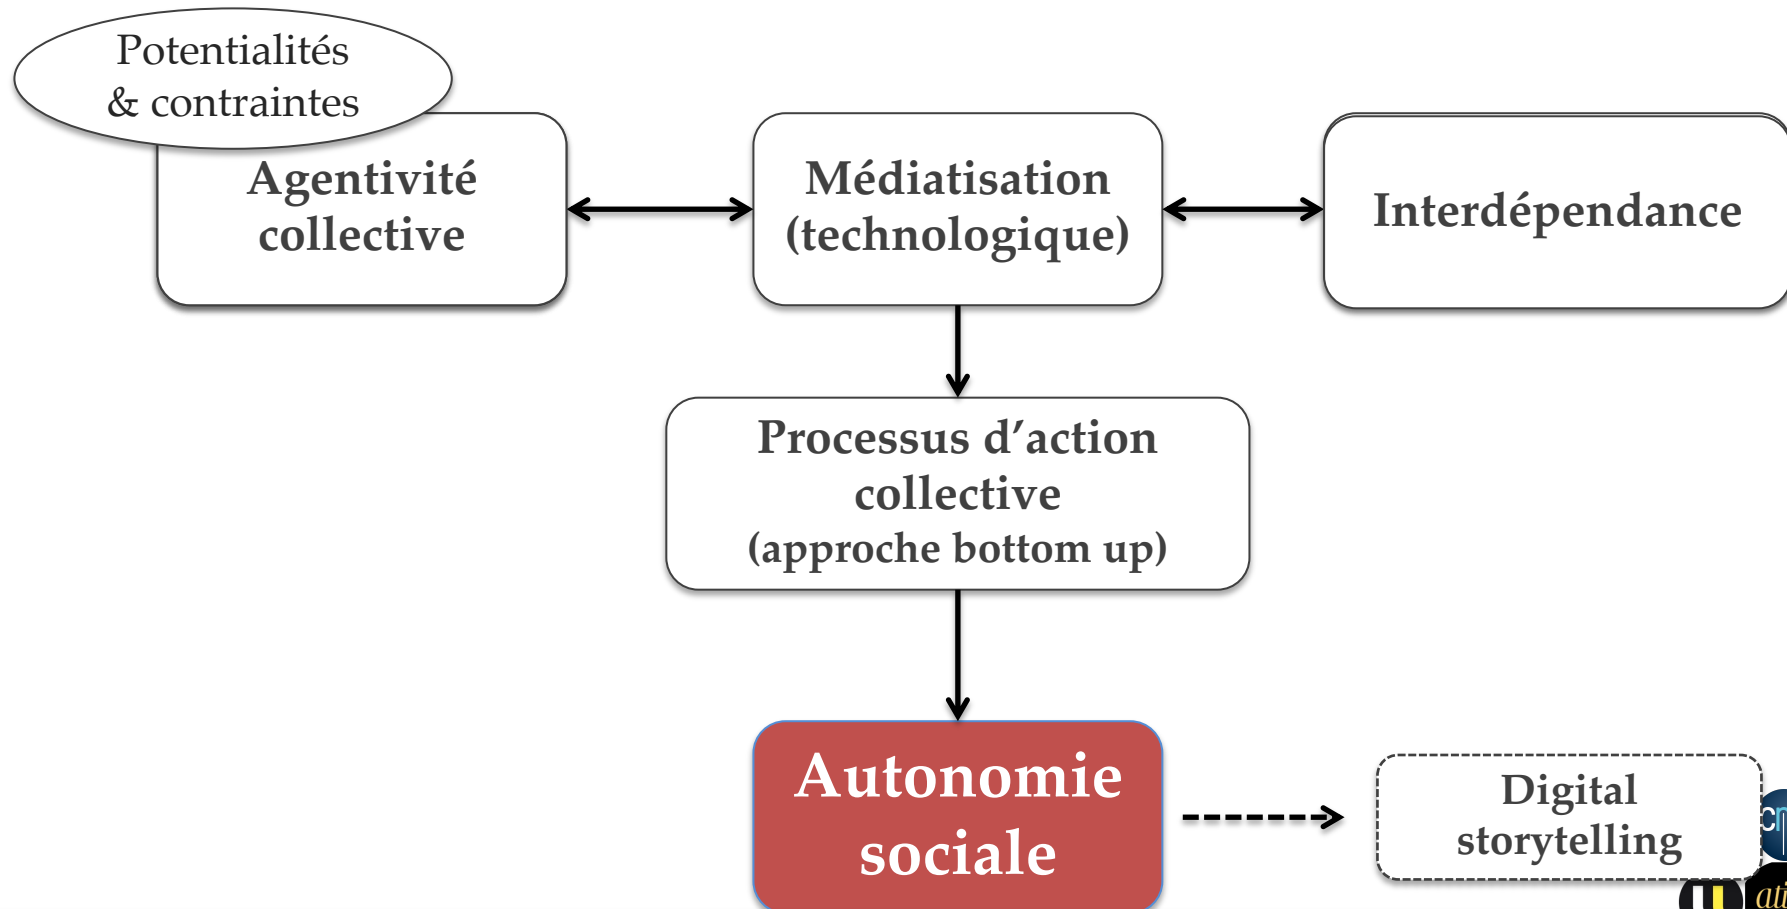 Potentialités
& contraintes
Agentivité
collective
Médiatisation
(technologique)
Interdépendance
Processus d’action
collective
(approche bottom up)
Autonomie
sociale
Digital
storytelling